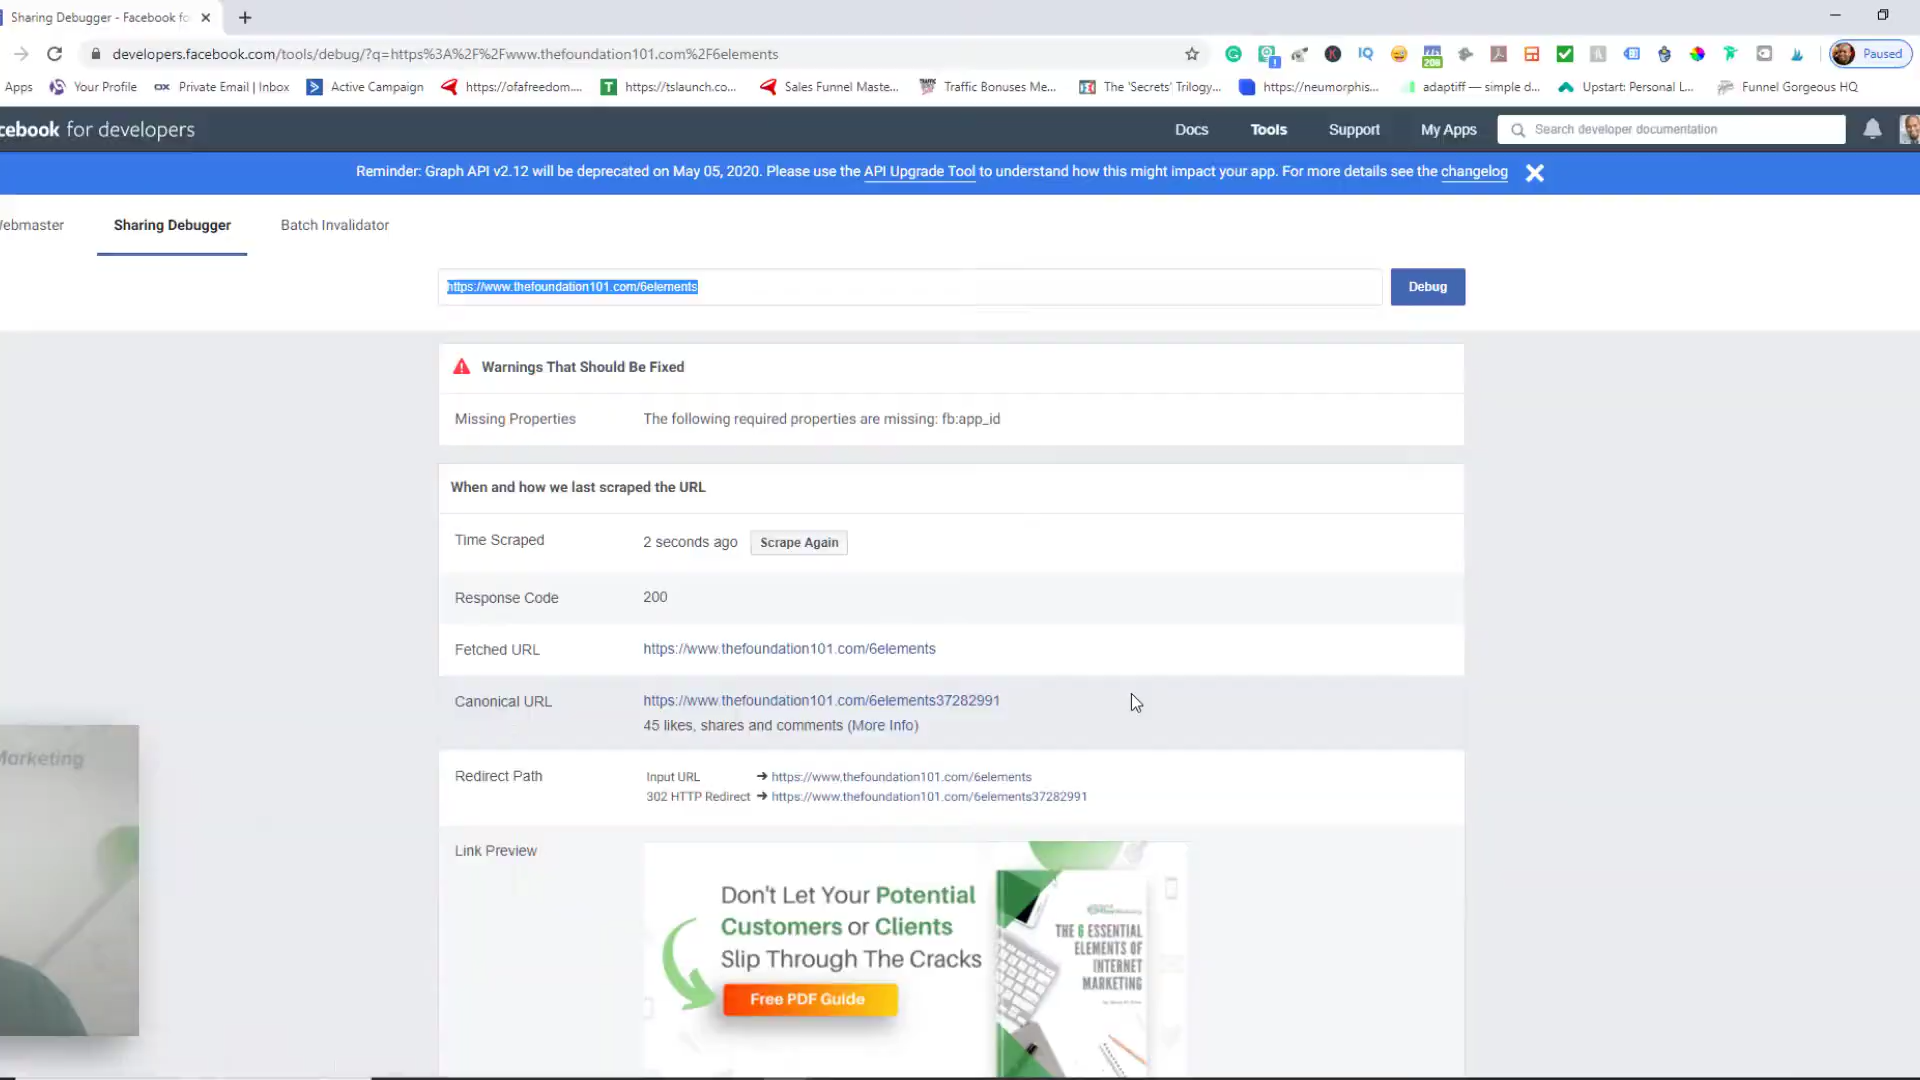 Sharing Debugger - Facebook fo
developers.facebook.com/tools/debug/?q=https%3A%2F%2Fwww.thefoundation101.com%2F6elements
Paused
Apps Your Profile Private Email | Inbox Active Campaign https://ofafreedom.... https://tslaunch.co... Sales Funnel Maste... Traffic Bonuses Me... The 'Secrets' Trilogy... https://neumorphis... adaptiff — simple d... Upstart: Personal L... Funnel Gorgeous HQ
cebook for developers
Docs Tools Support My Apps Search developer documentation
Reminder: Graph API v2.12 will be deprecated on May 05, 2020. Please use the API Upgrade Tool to understand how this might impact your app. For more details see the changelog
ebmaster Sharing Debugger Batch Invalidator
https://www.thefoundation101.com/6elements Debug
Warnings That Should Be Fixed
Missing Properties The following required properties are missing: fb:app_id
When and how we last scraped the URL
Time Scraped 2 seconds ago Scrape Again
Response Code 200
Fetched URL https://www.thefoundation101.com/6elements
Canonical URL https://www.thefoundation101.com/6elements37282991
45 likes, shares and comments (More Info)
Redirect Path Input URL → https://www.thefoundation101.com/6elements
302 HTTP Redirect → https://www.thefoundation101.com/6elements37282991
Link Preview
Don't Let Your Potential
Customers or Clients
Slip Through The Cracks
Free PDF Guide
THE 6 ESSENTIAL
ELEMENTS OF
INTERNET
MARKETING
Marketing